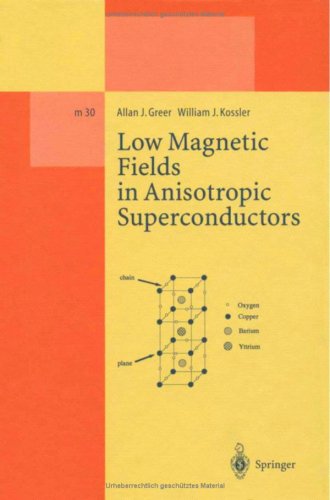 m 30
Allan J. Greer William J. Kossler
Low Magnetic
Fields
in Anisotropic
Superconductors
chain
plane
Oxygen
Copper
Barium
Yttrium
Springer
Urheberrechtlich geschütztes Material
Urheberrechtlich geschütztes Material